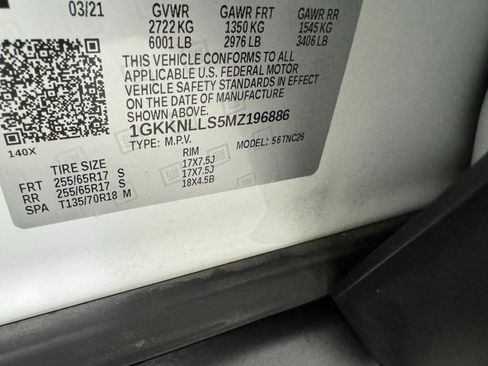 03/21 GVWR GAWR FRT GAWR RR
2722 KG 1350 KG 1545 KG
6001 LB 2976 LB 3406 LB
THIS VEHICLE CONFORMS TO ALL
APPLICABLE U.S. FEDERAL MOTOR
VEHICLE SAFETY STANDARDS IN
EFFECT ON THE DATE OF MANUFACTURE
SHOWN ABOVE.
1GKKNLLS5MZ196886
TYPE: M.P.V. MODEL: 56TNC26
140X
TIRE SIZE RIM
FRT 255/65R17 S 17X7.5J
RR 255/65R17 S 17X7.5J
SPA T135/70R18 M 18X4.5B
GM
GM
GM